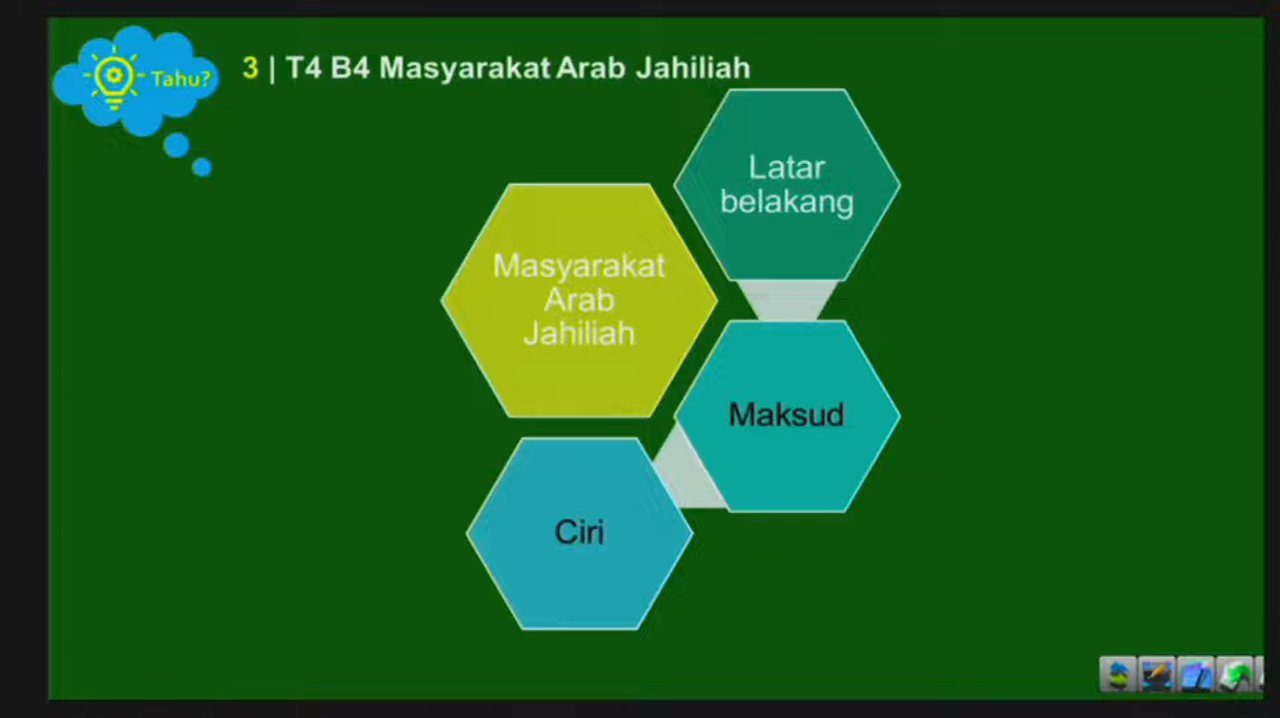 Tahu?
3 | T4 B4 Masyarakat Arab Jahiliah
Latar
belakang
Masyarakat
Arab
Jahiliah
Maksud
Ciri